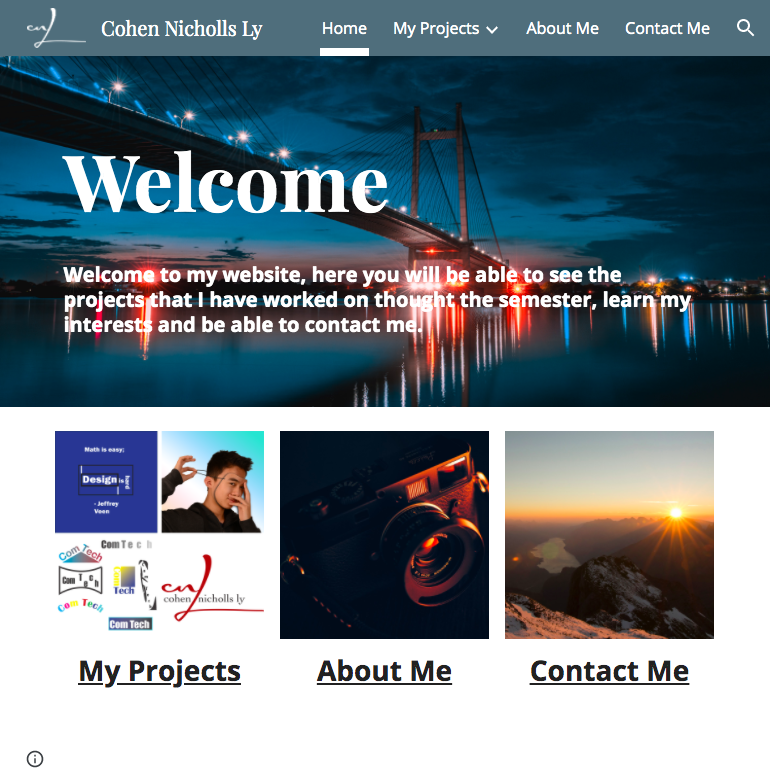 cnL Cohen Nicholls Ly Home My Projects About Me Contact Me
Welcome
Welcome to my website, here you will be able to see the
projects that I have worked on thought the semester, learn my
interests and be able to contact me.
Math is easy;
Design is hard
- Jeffrey
Veen
Com Tech
ComTech
Com Tech
Com Tech
Com Tech
Com Tech
cnL
cohen nicholls ly
My Projects
About Me
Contact Me